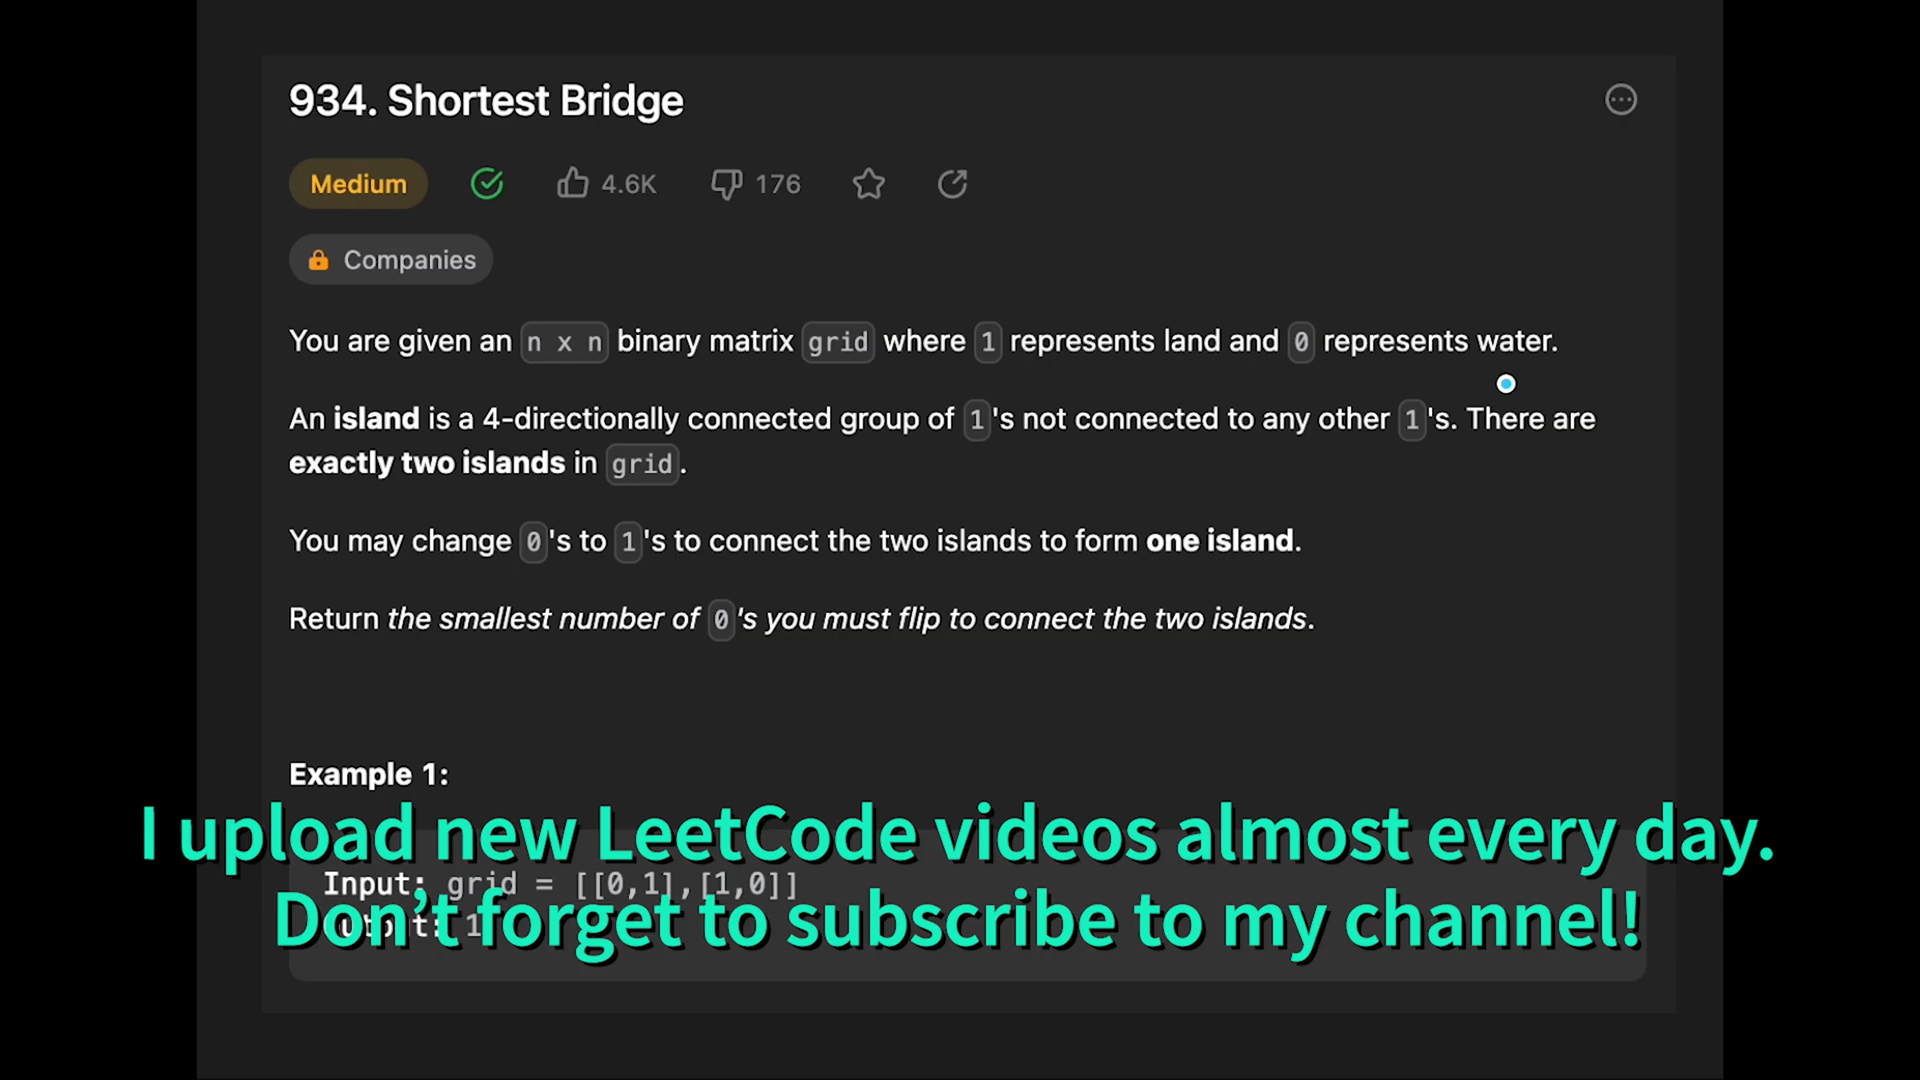 934. Shortest Bridge
Medium 4.6K 176
Companies
You are given an n x n binary matrix grid where 1 represents land and 0 represents water.
An island is a 4-directionally connected group of 1's not connected to any other 1's. There are
exactly two islands in grid.
You may change 0's to 1's to connect the two islands to form one island.
Return the smallest number of 0's you must flip to connect the two islands.
Example 1:
I upload new LeetCode videos almost every day.
Input: grid = [[0,1],[1,0]]
Don't forget to subscribe to my channel!
Output: 1